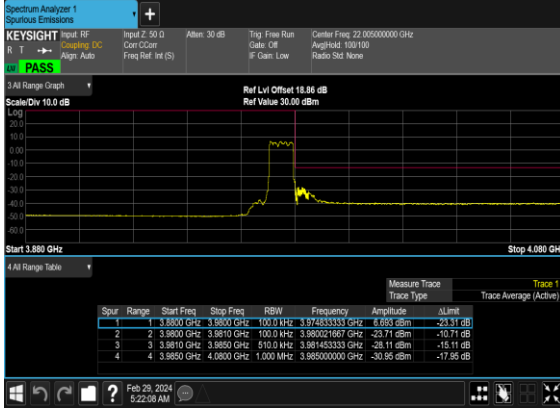 Spectrum Analyzer 1
Spurious Emissions
+
KEYSIGHT Input: RF Input Z: 50 Ω Atten: 30 dB Trig: Free Run Center Freq: 22.005000000 GHz
R T Coupling: DC Corr CCorr Gate: Off Avg|Hold: 100/100
Align: Auto Freq Ref: Int (S) IF Gain: Low Radio Std: None
LXI PASS
3 All Range Graph
Ref Lvl Offset 18.86 dB
Scale/Div 10.0 dB Ref Value 30.00 dBm
Log
20.0
10.0
0.00
-10.0
-20.0
-30.0
-40.0
-50.0
-60.0
Start 3.880 GHz Stop 4.080 GH
4 All Range Table
Measure Trace Trace 1
Trace Type Trace Average (Active)
Spur Range Start Freq Stop Freq RBW Frequency Amplitude ΔLimit
1 1 3.8800 GHz 3.9800 GHz 100.0 kHz 3.974833333 GHz 6.693 dBm -23.31 dB
2 2 3.9800 GHz 3.9810 GHz 100.0 kHz 3.980021667 GHz -23.71 dBm -10.71 dB
3 3 3.9810 GHz 3.9850 GHz 510.0 kHz 3.981453333 GHz -28.11 dBm -15.11 dB
4 4 3.9850 GHz 4.0800 GHz 1.000 MHz 3.985000000 GHz -30.95 dBm -17.95 dB
?
Feb 29, 2024
5:22:08 AM